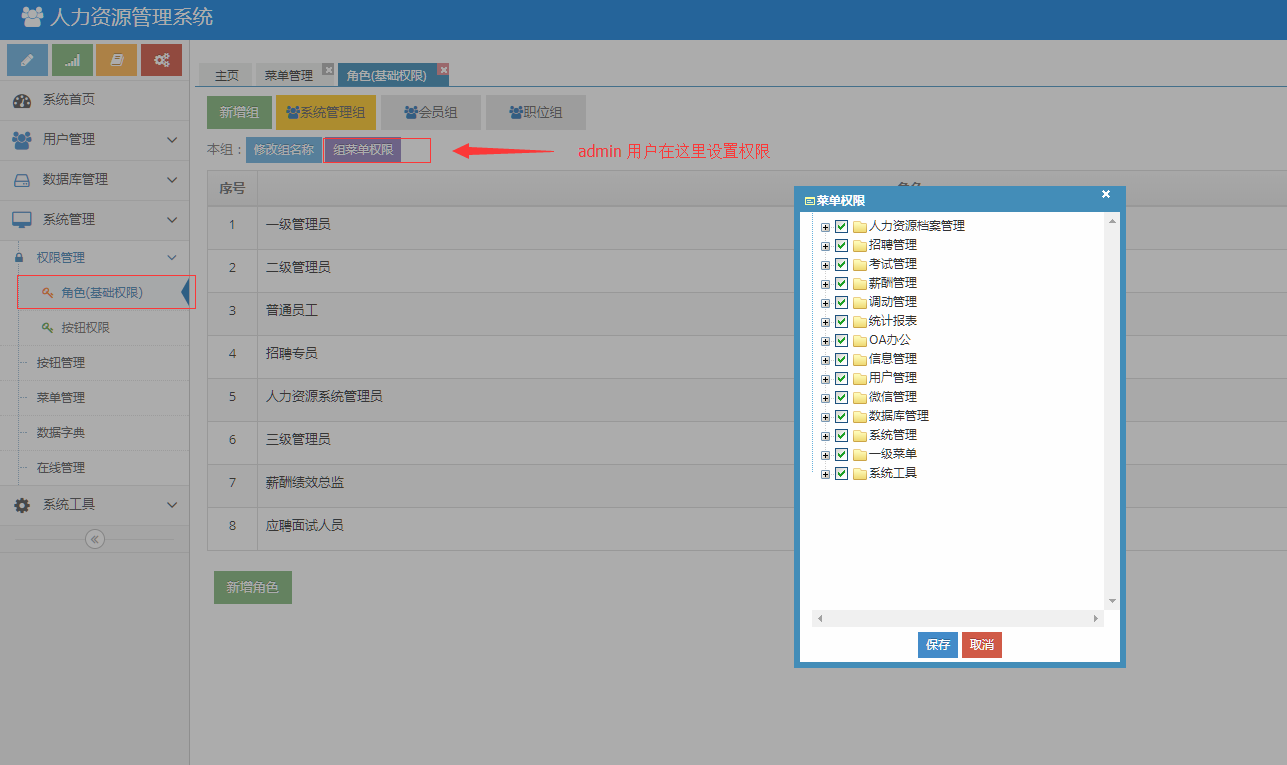 人力资源管理系统
系统首页
用户管理
数据库管理
系统管理
权限管理
角色(基础权限)
按钮权限
按钮管理
菜单管理
数据字典
在线管理
系统工具
主页 菜单管理 角色(基础权限)
新增组 系统管理组 会员组 职位组
本组： 修改组名称 组菜单权限 admin 用户在这里设置权限
序号
1 一级管理员
2 二级管理员
3 普通员工
4 招聘专员
5 人力资源系统管理员
6 三级管理员
7 薪酬绩效总监
8 应聘面试人员
新增角色
菜单权限
人力资源档案管理
招聘管理
考试管理
薪酬管理
调动管理
统计报表
OA办公
信息管理
用户管理
微信管理
数据库管理
系统管理
一级菜单
系统工具
保存 取消